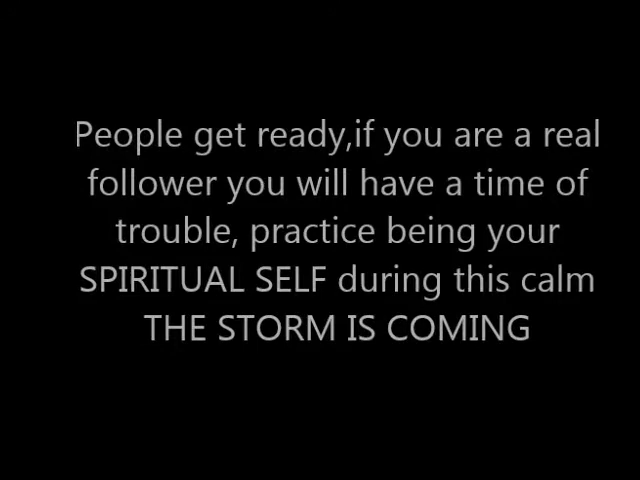 People get ready,if you are a real
follower you will have a time of
trouble, practice being your
SPIRITUAL SELF during this calm
THE STORM IS COMING